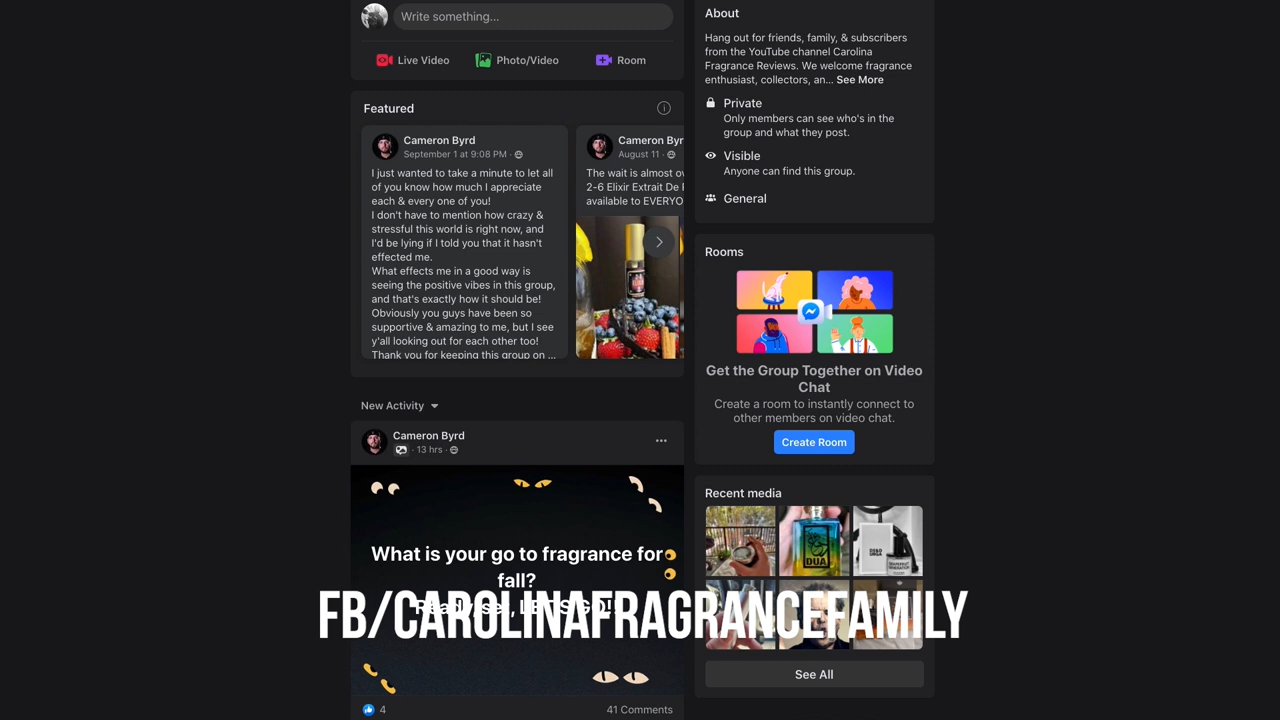 Write something...
Live Video
Photo/Video
Room
Featured
Cameron Byrd
September 1 at 9:08 PM ·
I just wanted to take a minute to let all
of you know how much I appreciate
each & every one of you!
I don't have to mention how crazy &
stressful this world is right now, and
I'd be lying if I told you that it hasn't
effected me.
What effects me in a good way is
seeing the positive vibes in this group,
and that's exactly how it should be!
Obviously you guys have been so
supportive & amazing to me, but I see
y'all looking out for each other too!
Thank you for keeping this group on ...
Cameron Byr
August 11 ·
The wait is almost ov
2-6 Elixir Extrait De
available to EVERYO
New Activity
Cameron Byrd
· 13 hrs ·
What is your go to fragrance for
fall?
FB/CAROLINAFRAGRANCEFAMILY
4
41 Comments
About
Hang out for friends, family, & subscribers
from the YouTube channel Carolina
Fragrance Reviews. We welcome fragrance
enthusiast, collectors, an... See More
Private
Only members can see who's in the
group and what they post.
Visible
Anyone can find this group.
General
Rooms
Get the Group Together on Video
Chat
Create a room to instantly connect to
other members on video chat.
Create Room
Recent media
DUA
See All